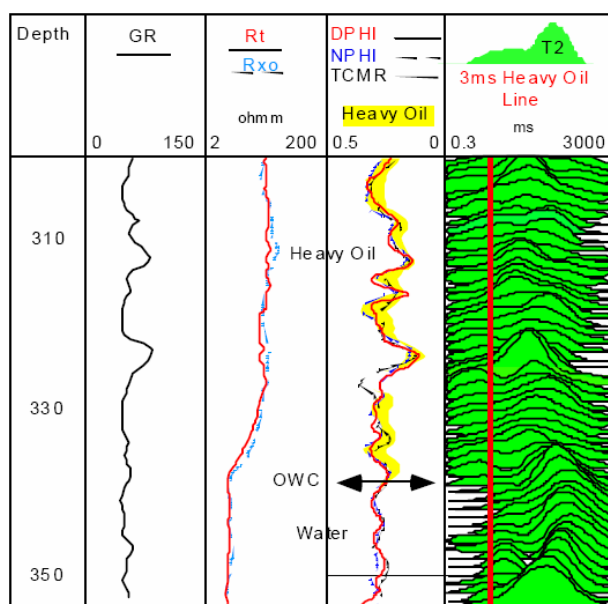 Depth
GR
0 150
Rt
Rxo
ohmm
2 200
DPHI
NPHI
TCMR
Heavy Oil
0.5 0
T2
3ms Heavy Oil
Line
ms
0.3 3000
310
Heavy Oil
330
OWC
Water
350